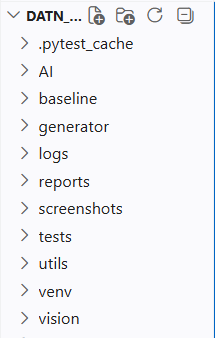 DATN_...
.pytest_cache
AI
baseline
generator
logs
reports
screenshots
tests
utils
venv
vision